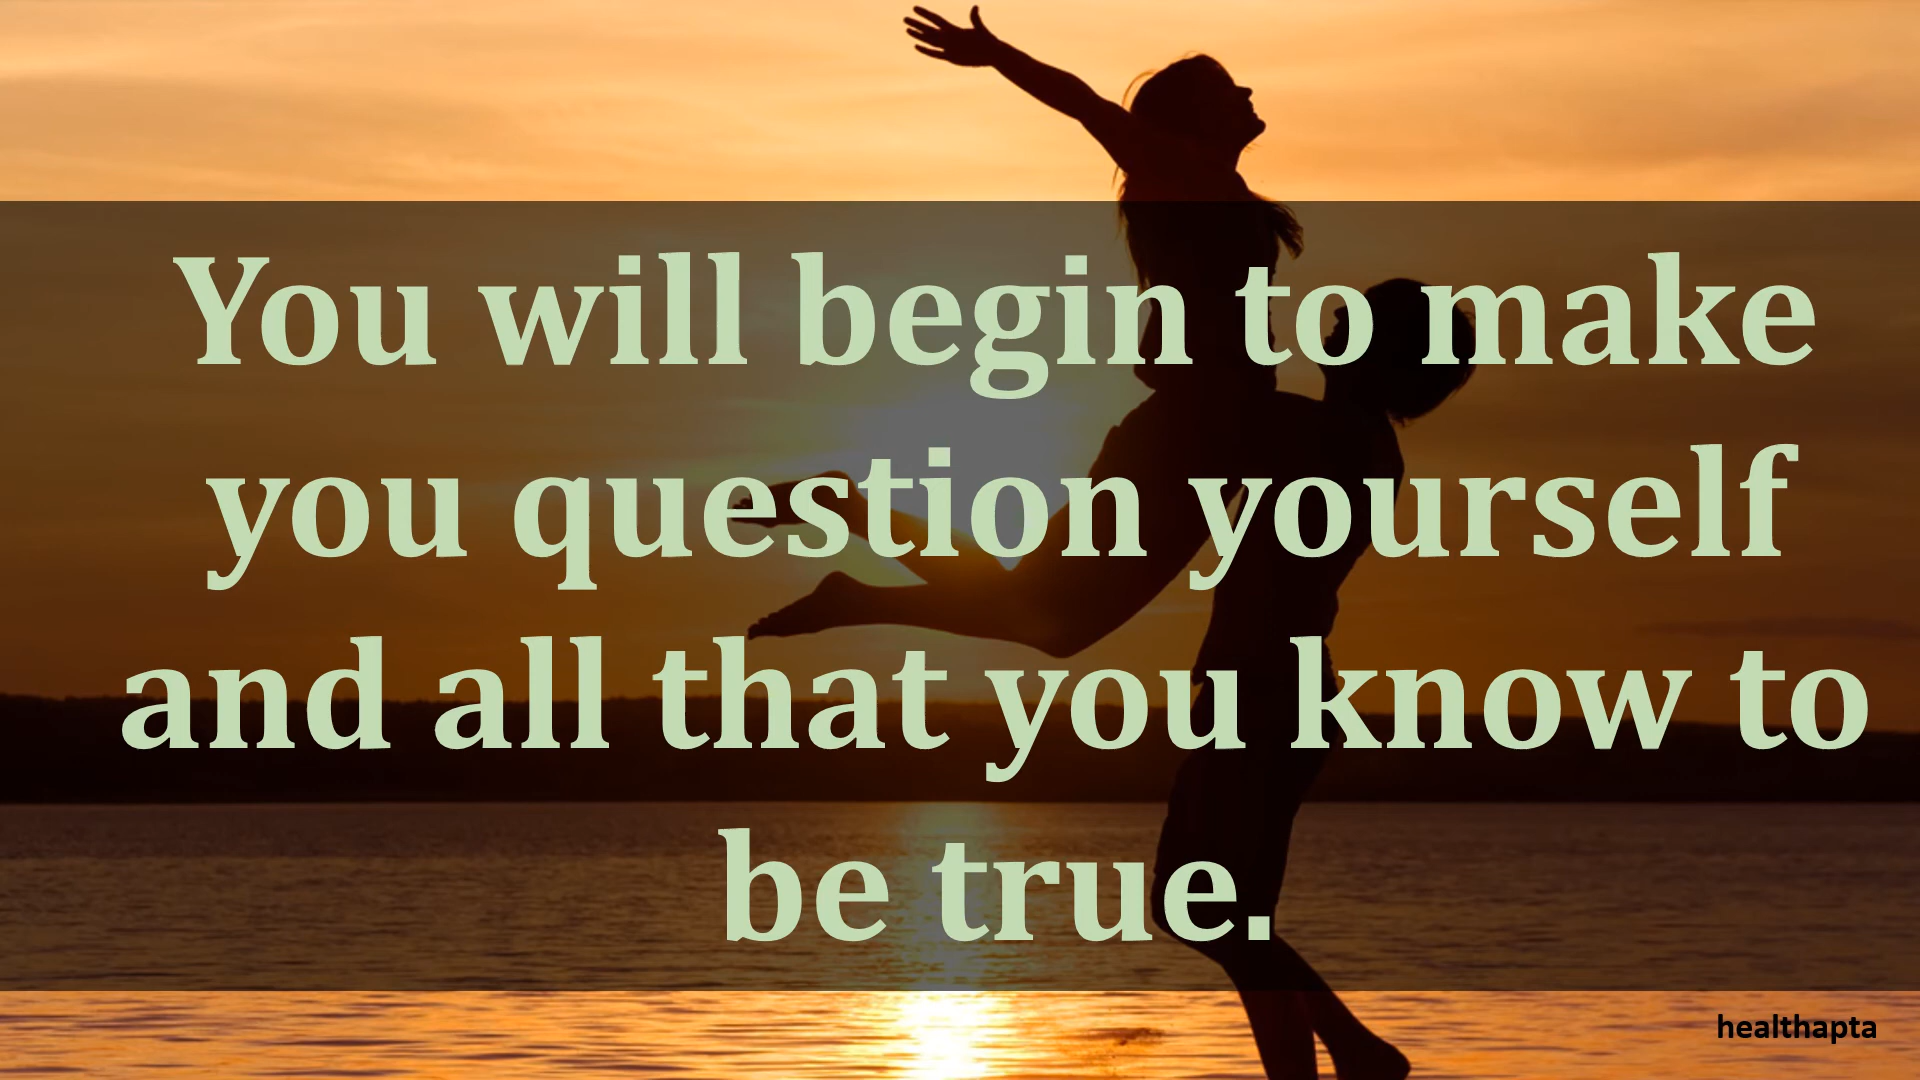 You will begin to make
you question yourself
and all that you know to
be true.
healthapta